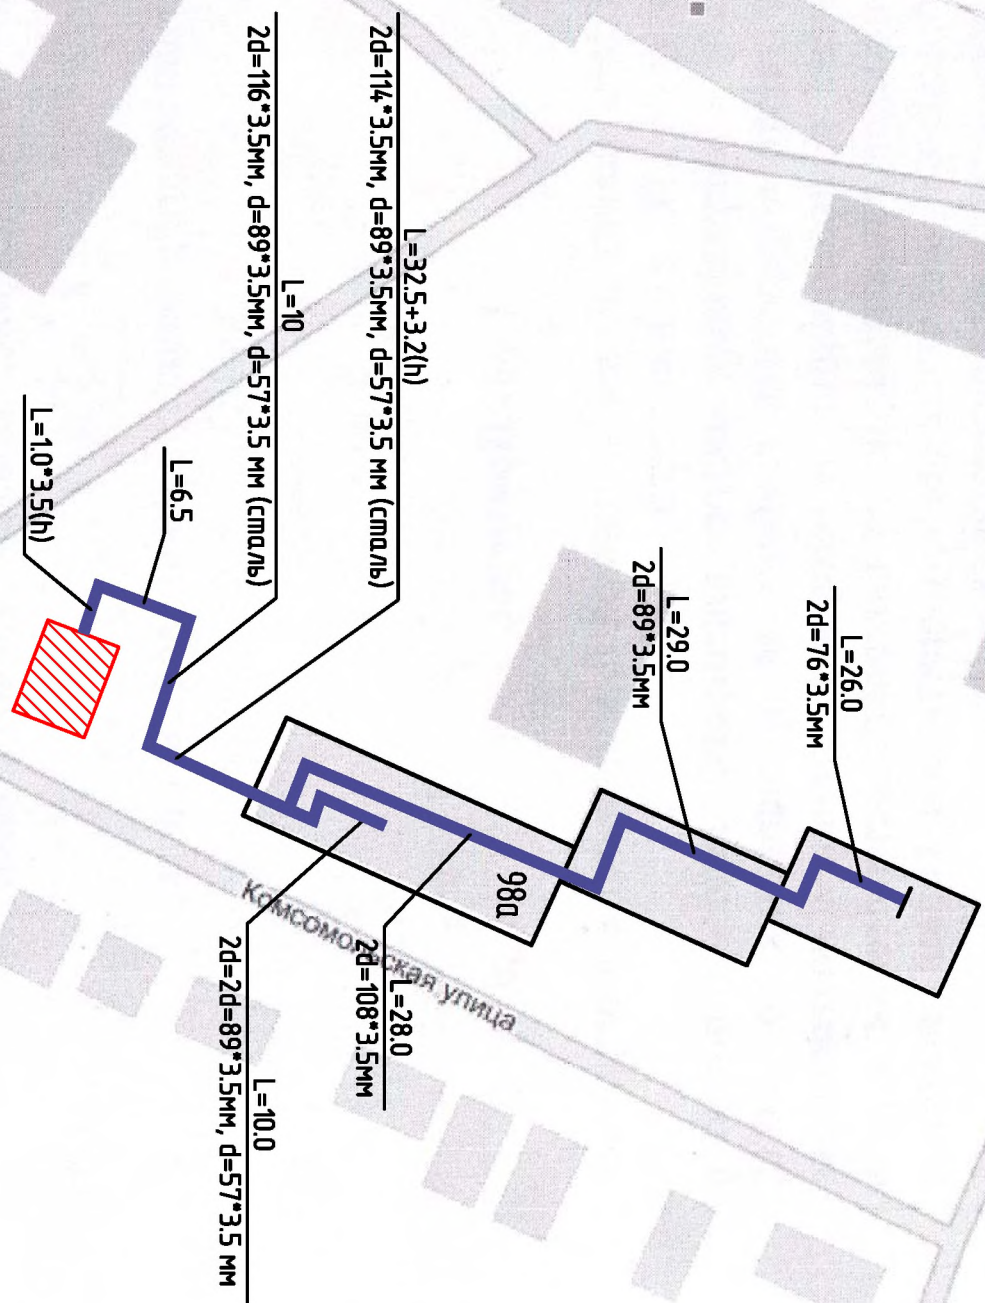 L=26.0
2d=76*3.5мм
L=29.0
2d=89*3.5мм
L=32.5+3.2(h)
2d=114*3.5мм, d=89*3.5мм, d=57*3.5 мм (сталь)
L=10
2d=116*3.5мм, d=89*3.5мм, d=57*3.5 мм (сталь)
L=6.5
L=1.0*3.5(h)
98а
L=28.0
2d=108*3.5мм
L=10.0
2d=2d=89*3.5мм, d=57*3.5 мм
Комсомольская улица